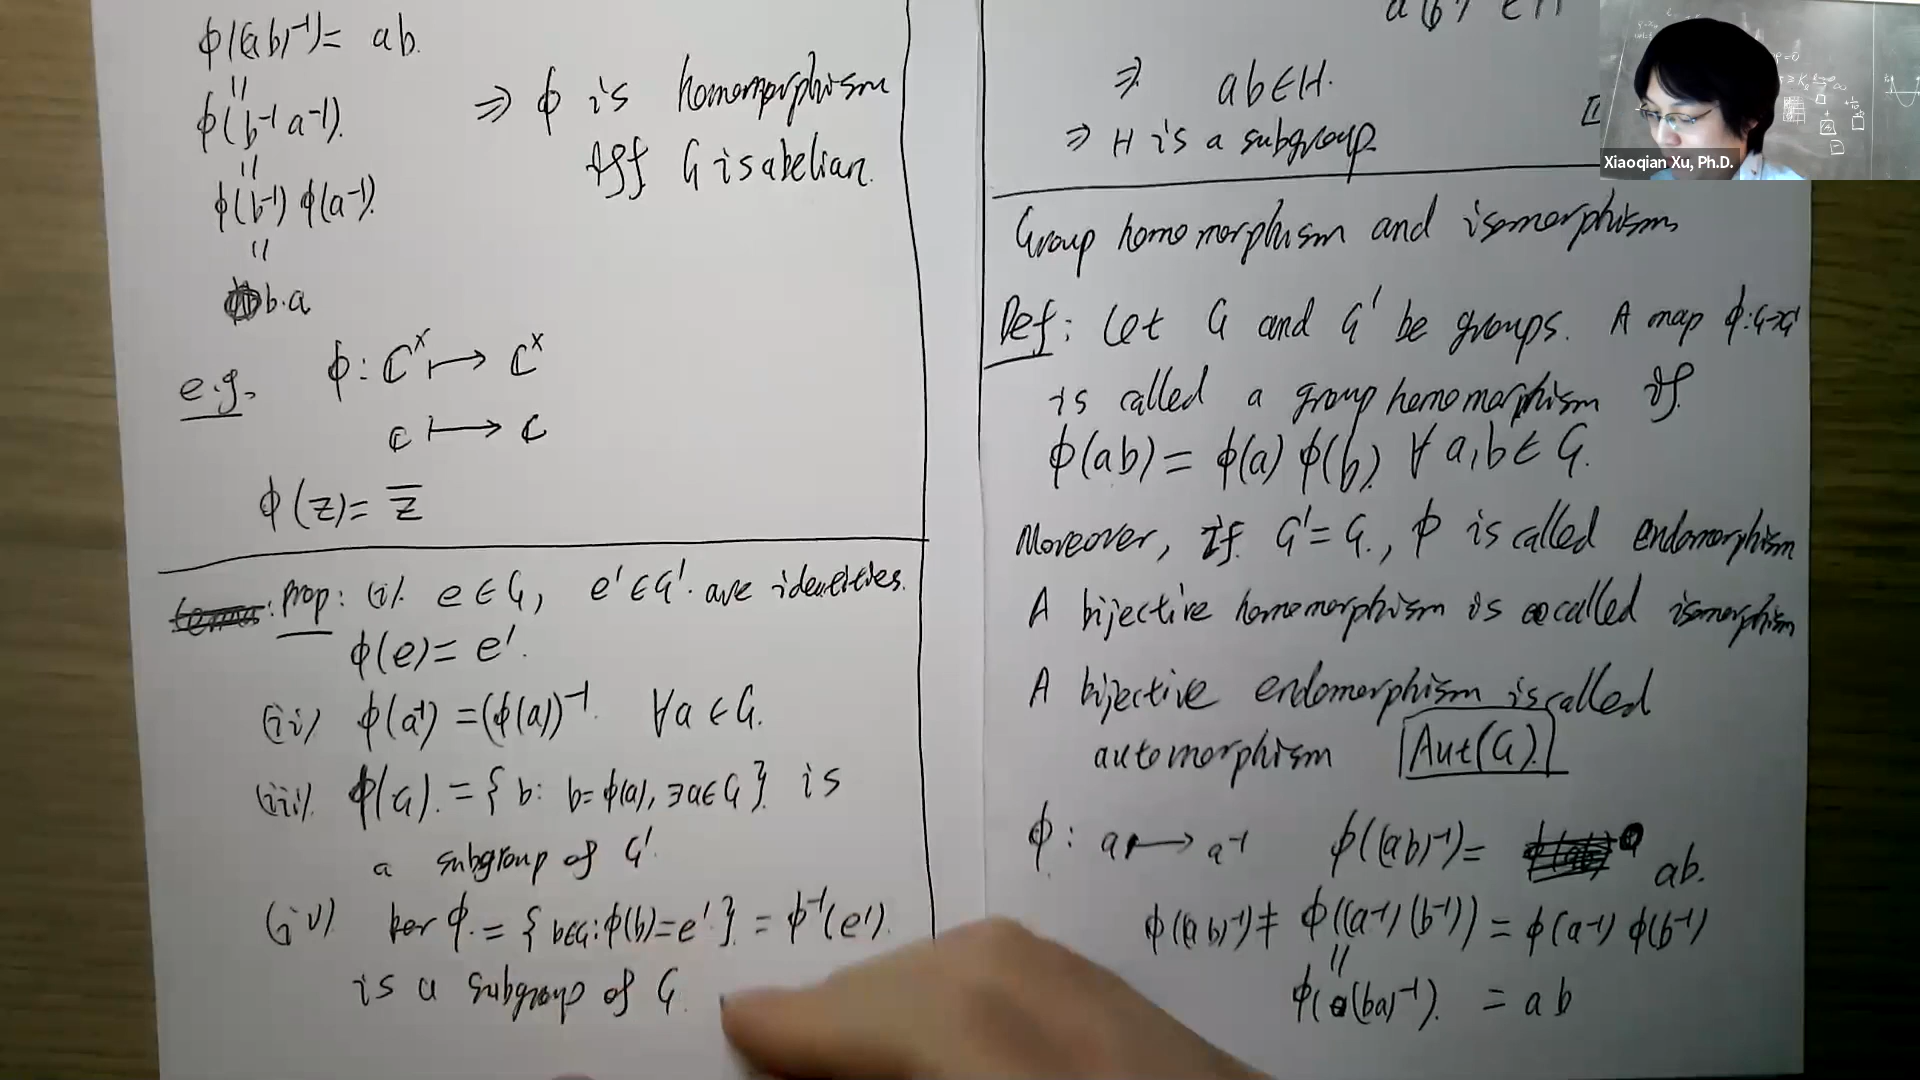 ϕ((ab)⁻¹) = ab.
||
ϕ(b⁻¹a⁻¹).
||
ϕ(b⁻¹) ϕ(a⁻¹).
||
b·a
⇒ ϕ is homomorphism
iff G is abelian.
e.g. ϕ: C^x ↦ C^x
c ↦ c
ϕ(z) = z̅
Prop: (i). e ∈ G, e' ∈ G'. are identities.
ϕ(e) = e'.
(ii) ϕ(a⁻¹) = (ϕ(a))⁻¹. ∀a ∈ G.
(iii). ϕ(G). = { b: b = ϕ(a), ∃a∈G }. is
a subgroup of G'.
(iv) ker ϕ. = { b∈G: ϕ(b) = e'. }. = ϕ⁻¹(e').
is a subgroup of G.
⇒ ab ∈ H.
⇒ H is a subgroup
Xiaoqian Xu, Ph.D.
Group homomorphism and isomorphism
Def: Let G and G' be groups. A map ϕ: G→G'
is called a group homomorphism if
ϕ(ab) = ϕ(a) ϕ(b). ∀ a, b ∈ G.
Moreover, if G' = G., ϕ is called endomorphism
A bijective homomorphism is called isomorphism
A bijective endomorphism is called
automorphism Aut(G).
ϕ: a ↦ a⁻¹ ϕ((ab)⁻¹) = ab.
ϕ((ab)⁻¹) ≠ ϕ((a⁻¹)(b⁻¹)) = ϕ(a⁻¹) ϕ(b⁻¹)
||
ϕ((ba)⁻¹). = ab